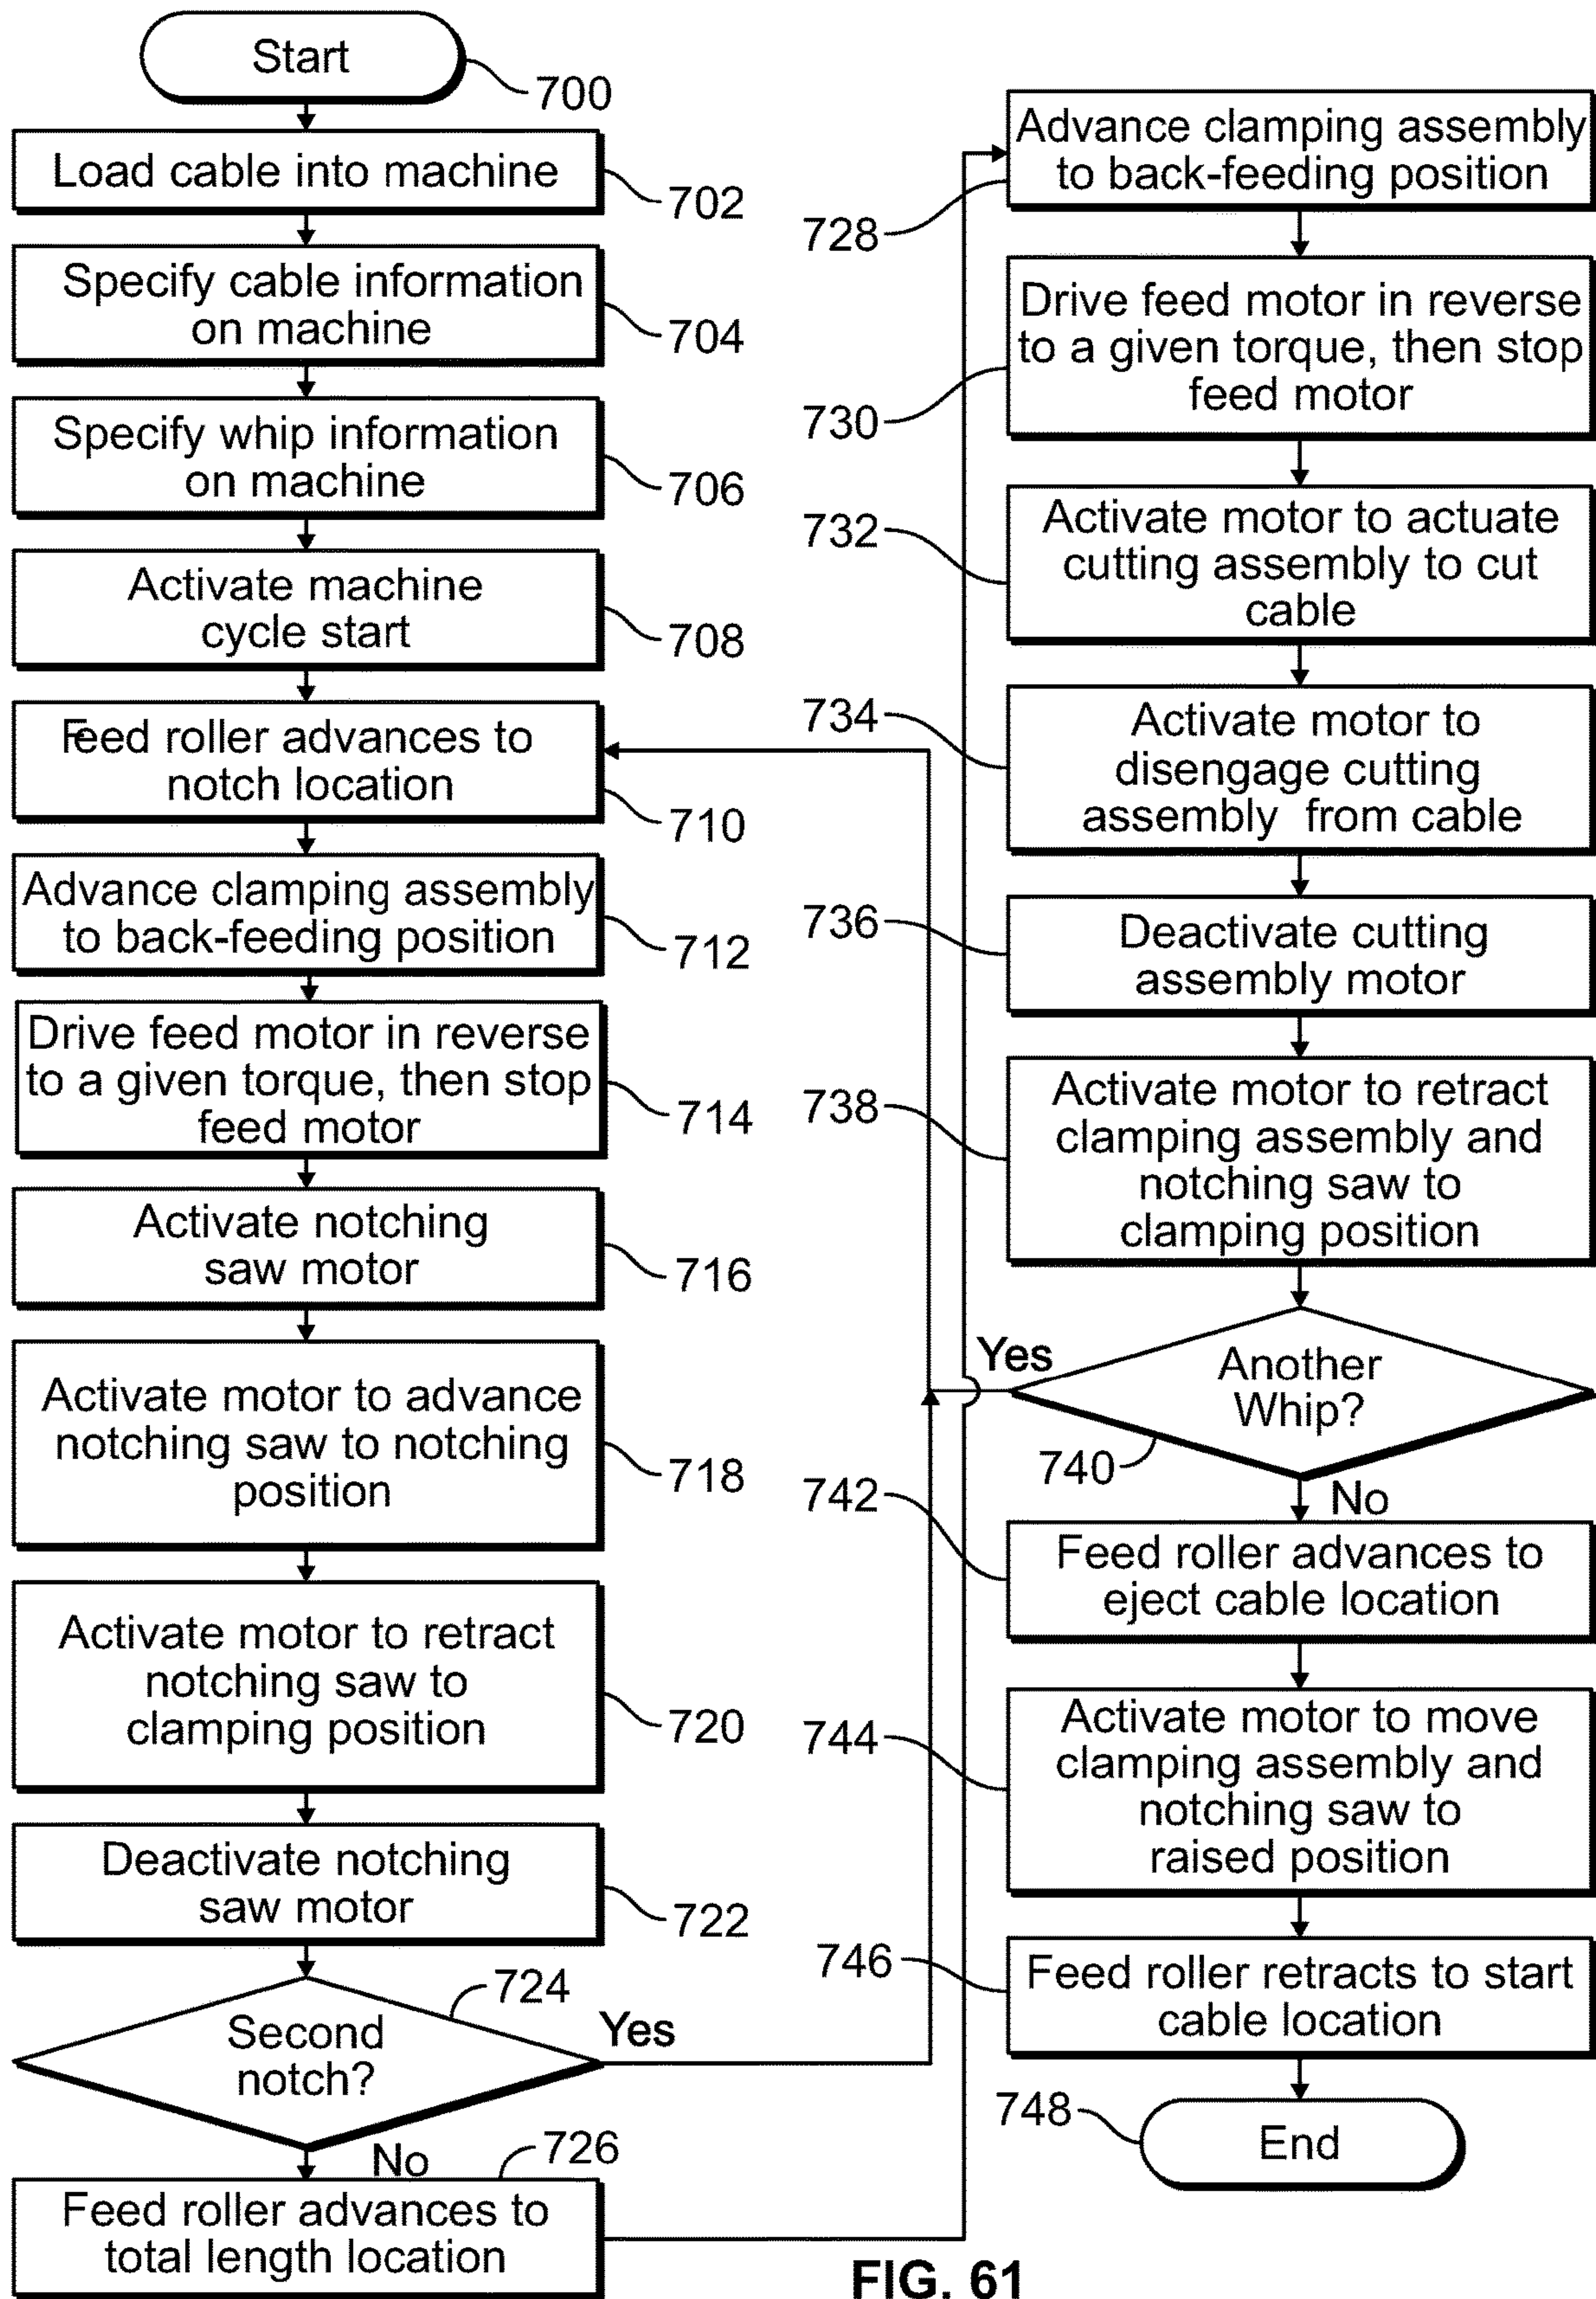 Start
700
Load cable into machine
702
Specify cable information
on machine
704
Specify whip information
on machine
706
Activate machine
cycle start
708
Feed roller advances to
notch location
710
Advance clamping assembly
to back-feeding position
712
Drive feed motor in reverse
to a given torque, then stop
feed motor
714
Activate notching
saw motor
716
Activate motor to advance
notching saw to notching
position
718
Activate motor to retract
notching saw to
clamping position
720
Deactivate notching
saw motor
722
724
Second
notch?
Yes
No
726
Feed roller advances to
total length location
Advance clamping assembly
to back-feeding position
728
Drive feed motor in reverse
to a given torque, then stop
feed motor
730
Activate motor to actuate
cutting assembly to cut
cable
732
Activate motor to
disengage cutting
assembly from cable
734
Deactivate cutting
assembly motor
736
Activate motor to retract
clamping assembly and
notching saw to
clamping position
738
Yes
Another
Whip?
740
No
742
Feed roller advances to
eject cable location
Activate motor to move
clamping assembly and
notching saw to
raised position
744
746
Feed roller retracts to start
cable location
748
End
FIG. 61